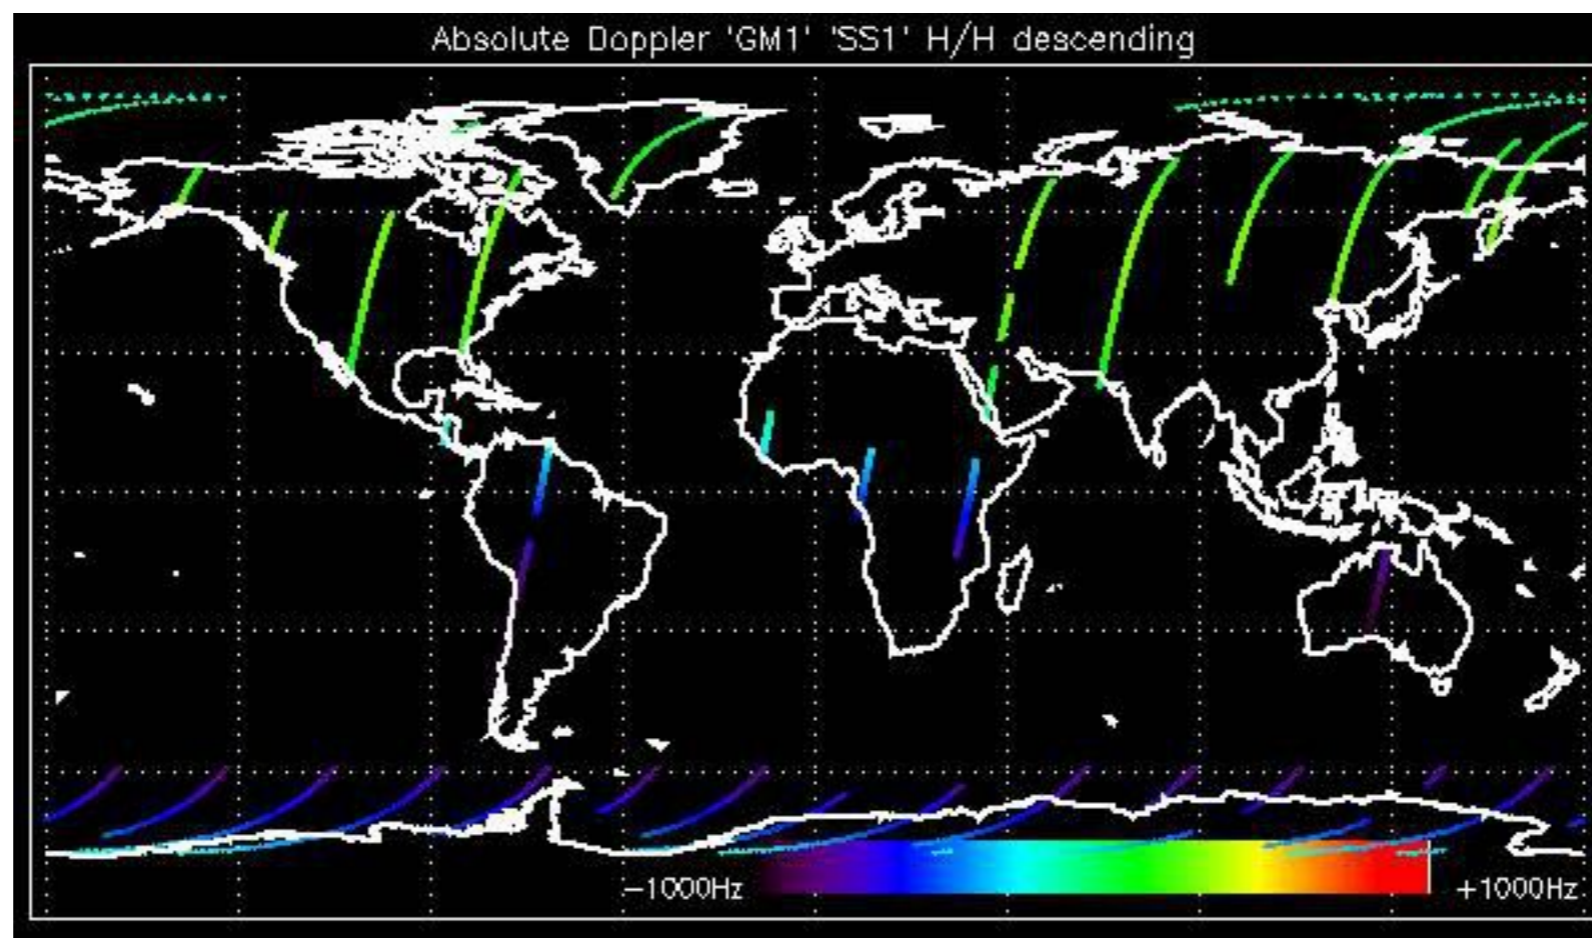 Absolute Doppler 'GM1' 'SS1' H/H descending
-1000Hz +1000Hz